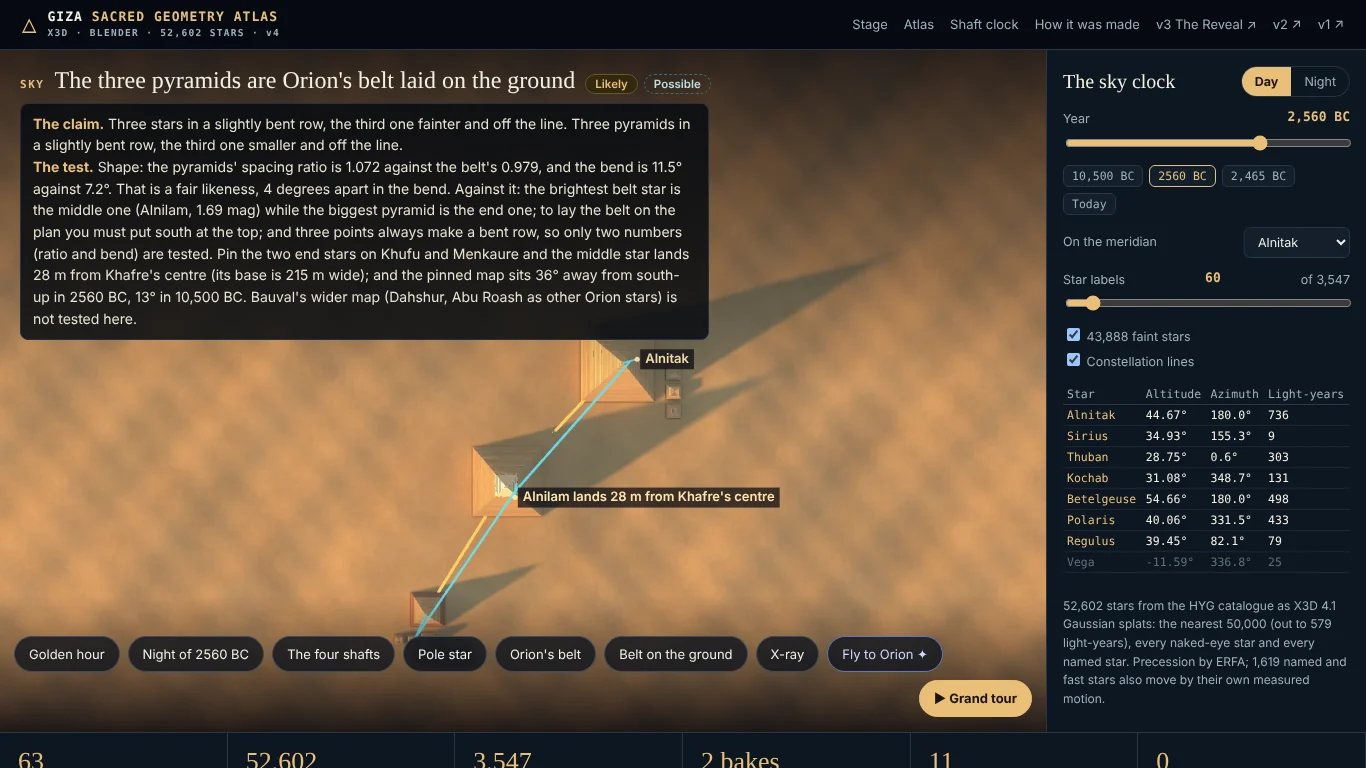 △
GIZA SACRED GEOMETRY ATLAS
X3D · BLENDER · 52,602 STARS · v4
Stage Atlas Shaft clock How it was made v3 The Reveal ↗ v2 ↗ v1 ↗
SKY The three pyramids are Orion's belt laid on the ground Likely Possible
The claim. Three stars in a slightly bent row, the third one fainter and off the line. Three pyramids in
a slightly bent row, the third one smaller and off the line.
The test. Shape: the pyramids' spacing ratio is 1.072 against the belt's 0.979, and the bend is 11.5°
against 7.2°. That is a fair likeness, 4 degrees apart in the bend. Against it: the brightest belt star is
the middle one (Alnilam, 1.69 mag) while the biggest pyramid is the end one; to lay the belt on the
plan you must put south at the top; and three points always make a bent row, so only two numbers
(ratio and bend) are tested. Pin the two end stars on Khufu and Menkaure and the middle star lands
28 m from Khafre's centre (its base is 215 m wide); and the pinned map sits 36° away from south-
up in 2560 BC, 13° in 10,500 BC. Bauval's wider map (Dahshur, Abu Roash as other Orion stars) is
not tested here.
Alnitak
Alnilam lands 28 m from Khafre's centre
Golden hour Night of 2560 BC The four shafts Pole star Orion's belt Belt on the ground X-ray Fly to Orion ✦
▶ Grand tour
The sky clock Day Night
Year 2,560 BC
10,500 BC 2560 BC 2,465 BC
Today
On the meridian Alnitak
Star labels 60 of 3,547
43,888 faint stars
Constellation lines
Star Altitude Azimuth Light-years
Alnitak 44.67° 180.0° 736
Sirius 34.93° 155.3° 9
Thuban 28.75° 0.6° 303
Kochab 31.08° 348.7° 131
Betelgeuse 54.66° 180.0° 498
Polaris 40.06° 331.5° 433
Regulus 39.45° 82.1° 79
Vega -11.59° 336.8° 25
52,602 stars from the HYG catalogue as X3D 4.1
Gaussian splats: the nearest 50,000 (out to 579
light-years), every naked-eye star and every
named star. Precession by ERFA; 1,619 named and
fast stars also move by their own measured
motion.
63 52,602 3,547 2 bakes 11 0